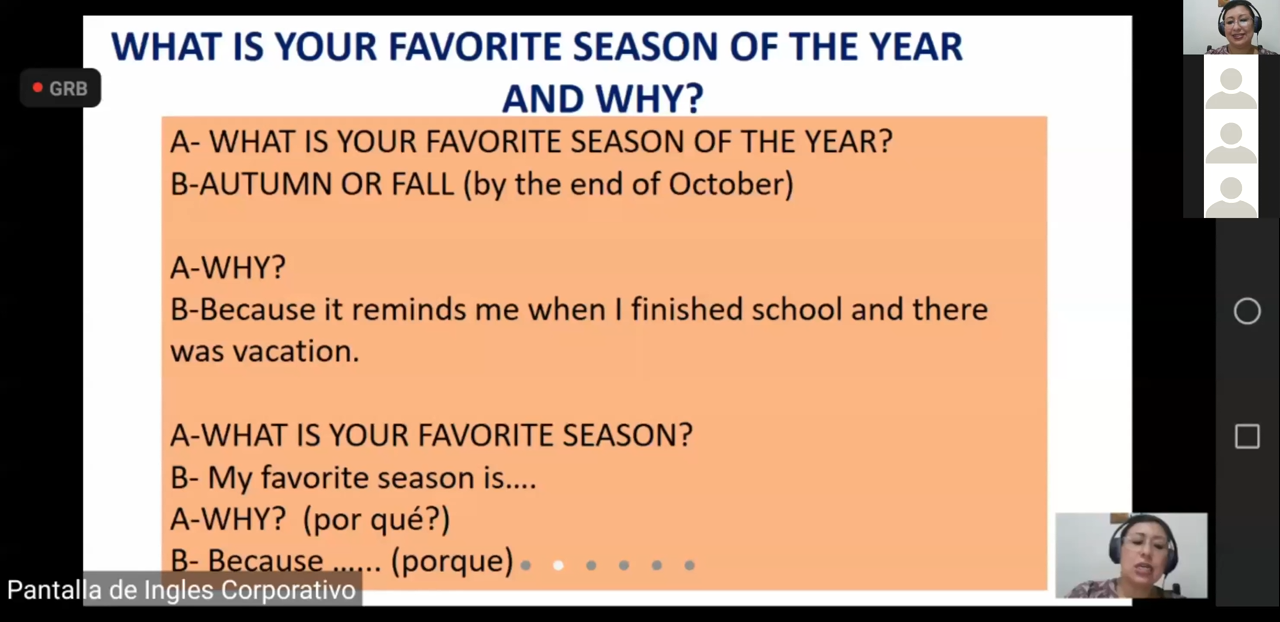 WHAT IS YOUR FAVORITE SEASON OF THE YEAR
AND WHY?
GRB
A- WHAT IS YOUR FAVORITE SEASON OF THE YEAR?
B-AUTUMN OR FALL (by the end of October)
A-WHY?
B-Because it reminds me when I finished school and there
was vacation.
A-WHAT IS YOUR FAVORITE SEASON?
B- My favorite season is....
A-WHY?  (por qué?)
B- Because ...... (porque)
Pantalla de Ingles Corporativo